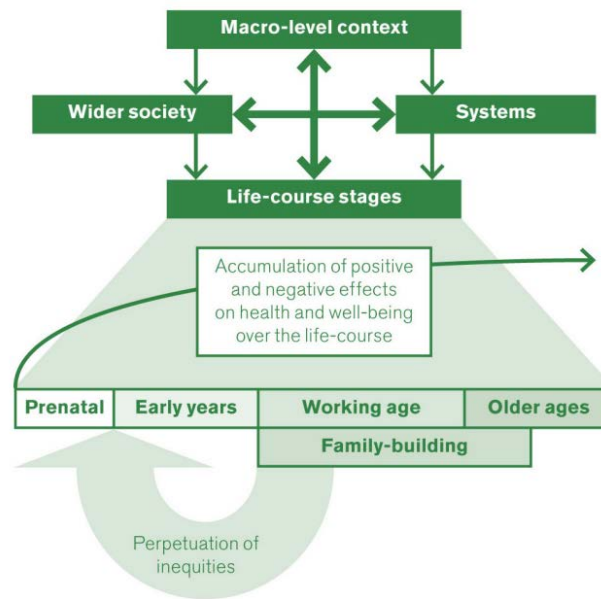 Macro-level context
Wider society
Systems
Life-course stages
Accumulation of positive
and negative effects
on health and well-being
over the life-course
Prenatal
Early years
Working age
Older ages
Family-building
Perpetuation of
inequities